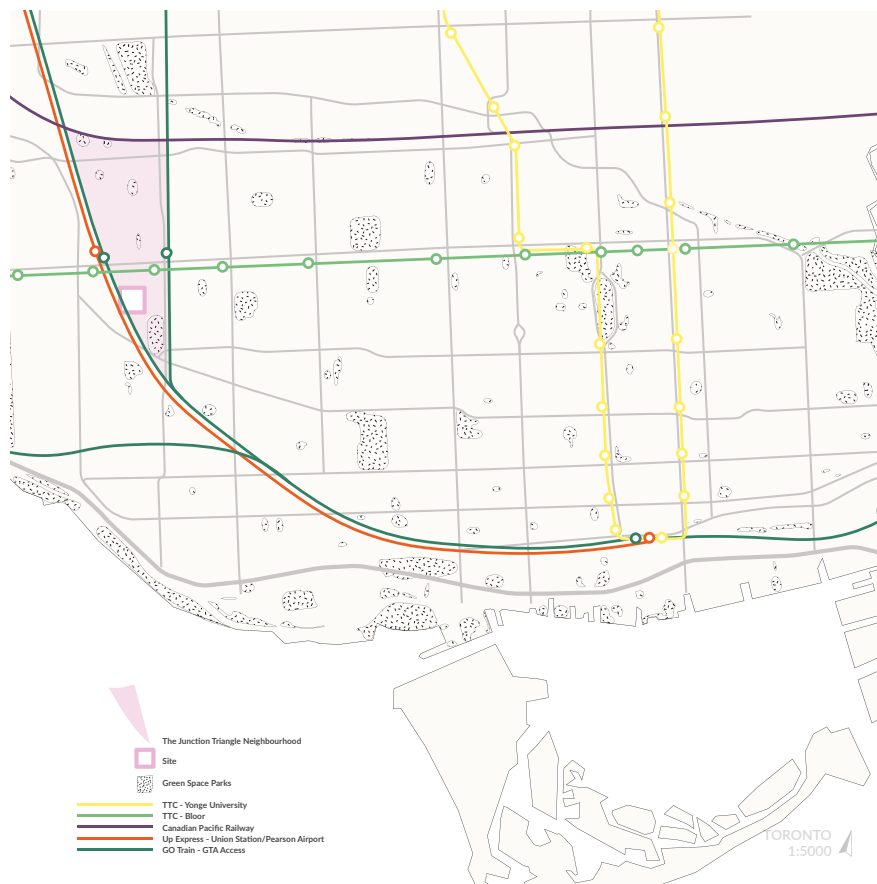 The Junction Triangle Neighbourhood
Site
Green Space Parks
TTC - Yonge University
TTC - Bloor
Canadian Pacific Railway
Up Express - Union Station/Pearson Airport
GO Train - GTA Access
TORONTO
1:5000